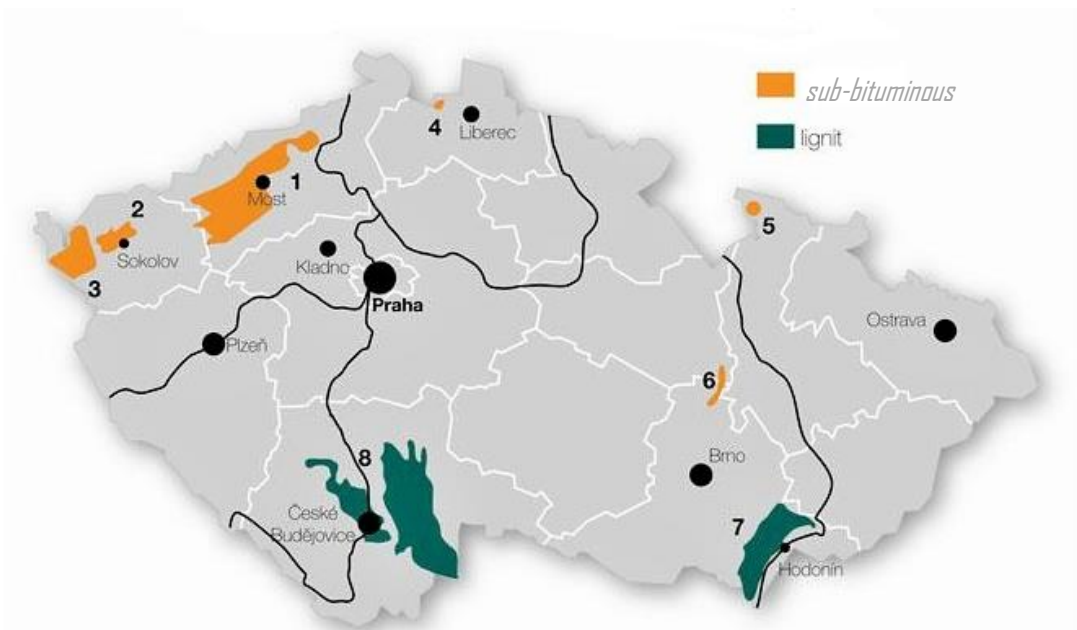 sub-bituminous
lignit
4
Liberec
1
Most
2
Sokolov
3
5
Kladno
Praha
Ostrava
Plzeň
6
8
Brno
České
Budějovice
7
Hodonín